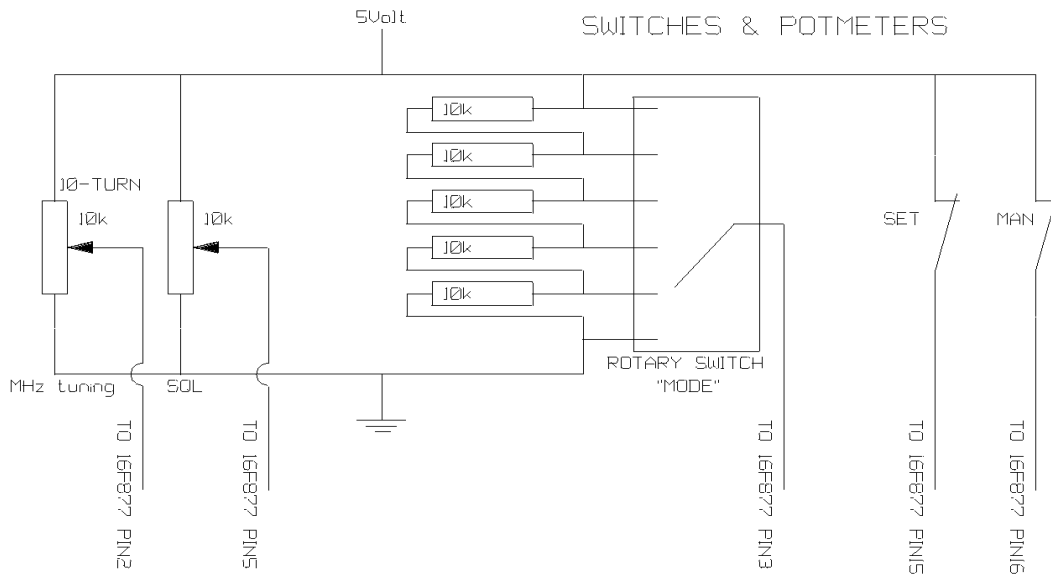 5Volt
SWITCHES & POTMETERS
10k
10k
10k
10k
10k
10-TURN
10k
10k
SET
MAN
MHz tuning
SQL
ROTARY SWITCH
"MODE"
TO 16F877 PIN2
TO 16F877 PIN5
TO 16F877 PIN3
TO 16F877 PIN15
TO 16F877 PIN16